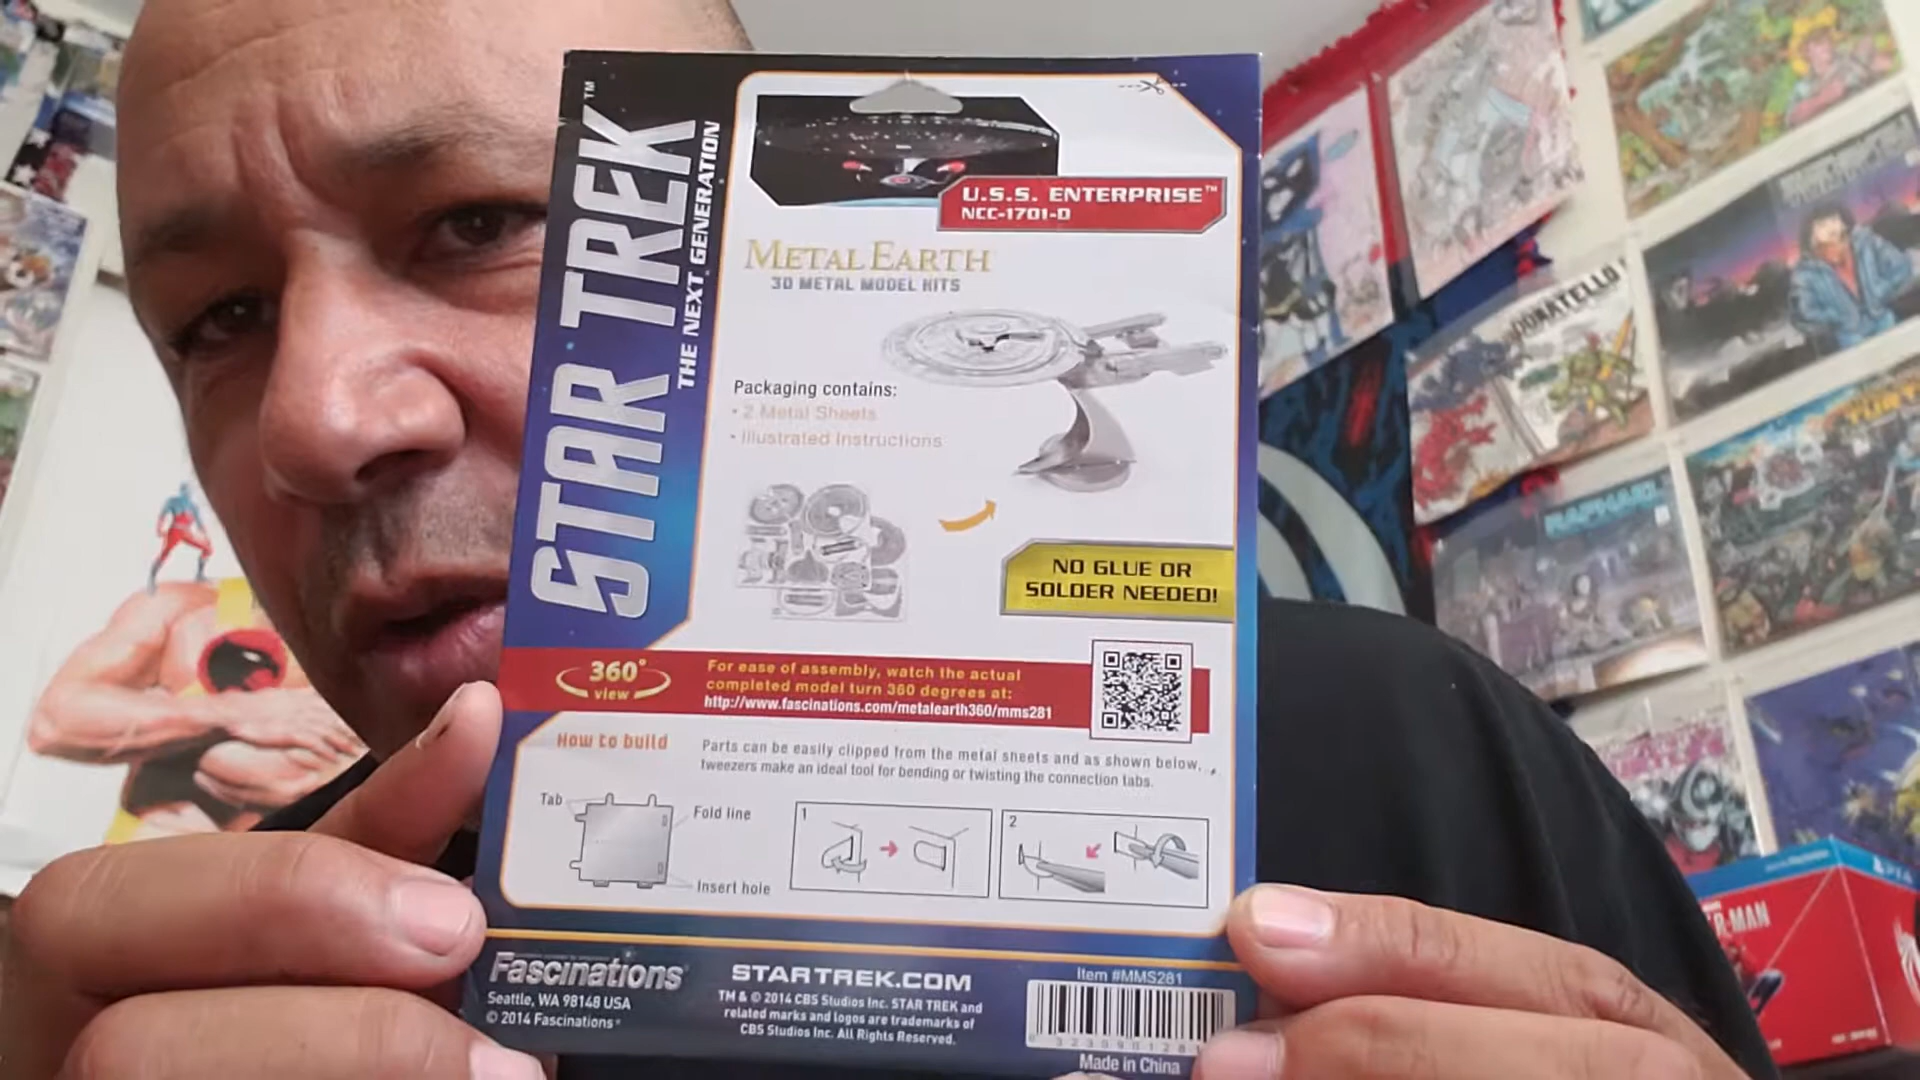 STAR TREK™
THE NEXT GENERATION
U.S.S. ENTERPRISE™
NCC-1701-D
METAL EARTH
3D METAL MODEL KITS
Packaging contains:
• 2 Metal Sheets
• Illustrated Instructions
NO GLUE OR
SOLDER NEEDED!
360°
view
For ease of assembly, watch the actual
completed model turn 360 degrees at:
http://www.fascinations.com/metalearth360/mms281
How to build
Parts can be easily clipped from the metal sheets and as shown below,
tweezers make an ideal tool for bending or twisting the connection tabs.
Tab
Fold line
Insert hole
1
2
Fascinations
Seattle, WA 98148 USA
© 2014 Fascinations
STARTREK.COM
TM & © 2014 CBS Studios Inc. STAR TREK and
related marks and logos are trademarks of
CBS Studios Inc. All Rights Reserved.
Item #MMS281
Made in China
DONATELLO
RAPHAEL
PS4
R-MAN